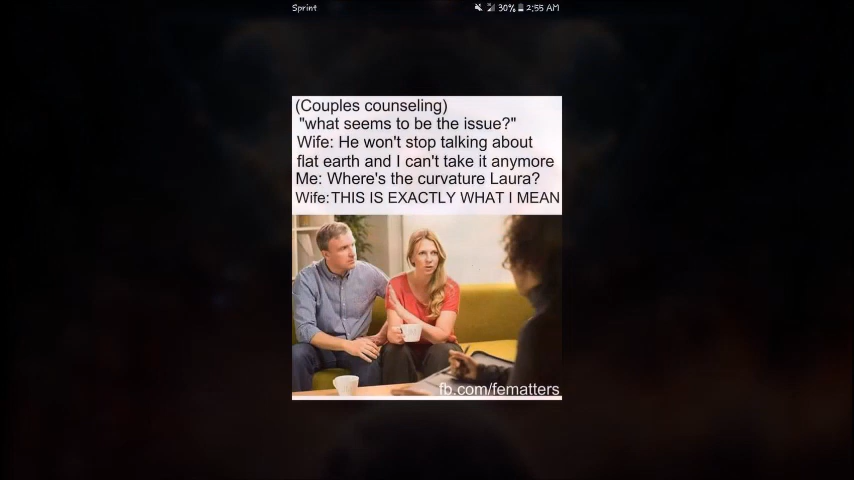 Sprint 30% 2:55 AM
(Couples counseling)
"what seems to be the issue?"
Wife: He won't stop talking about
flat earth and I can't take it anymore
Me: Where's the curvature Laura?
Wife:THIS IS EXACTLY WHAT I MEAN
fb.com/fematters